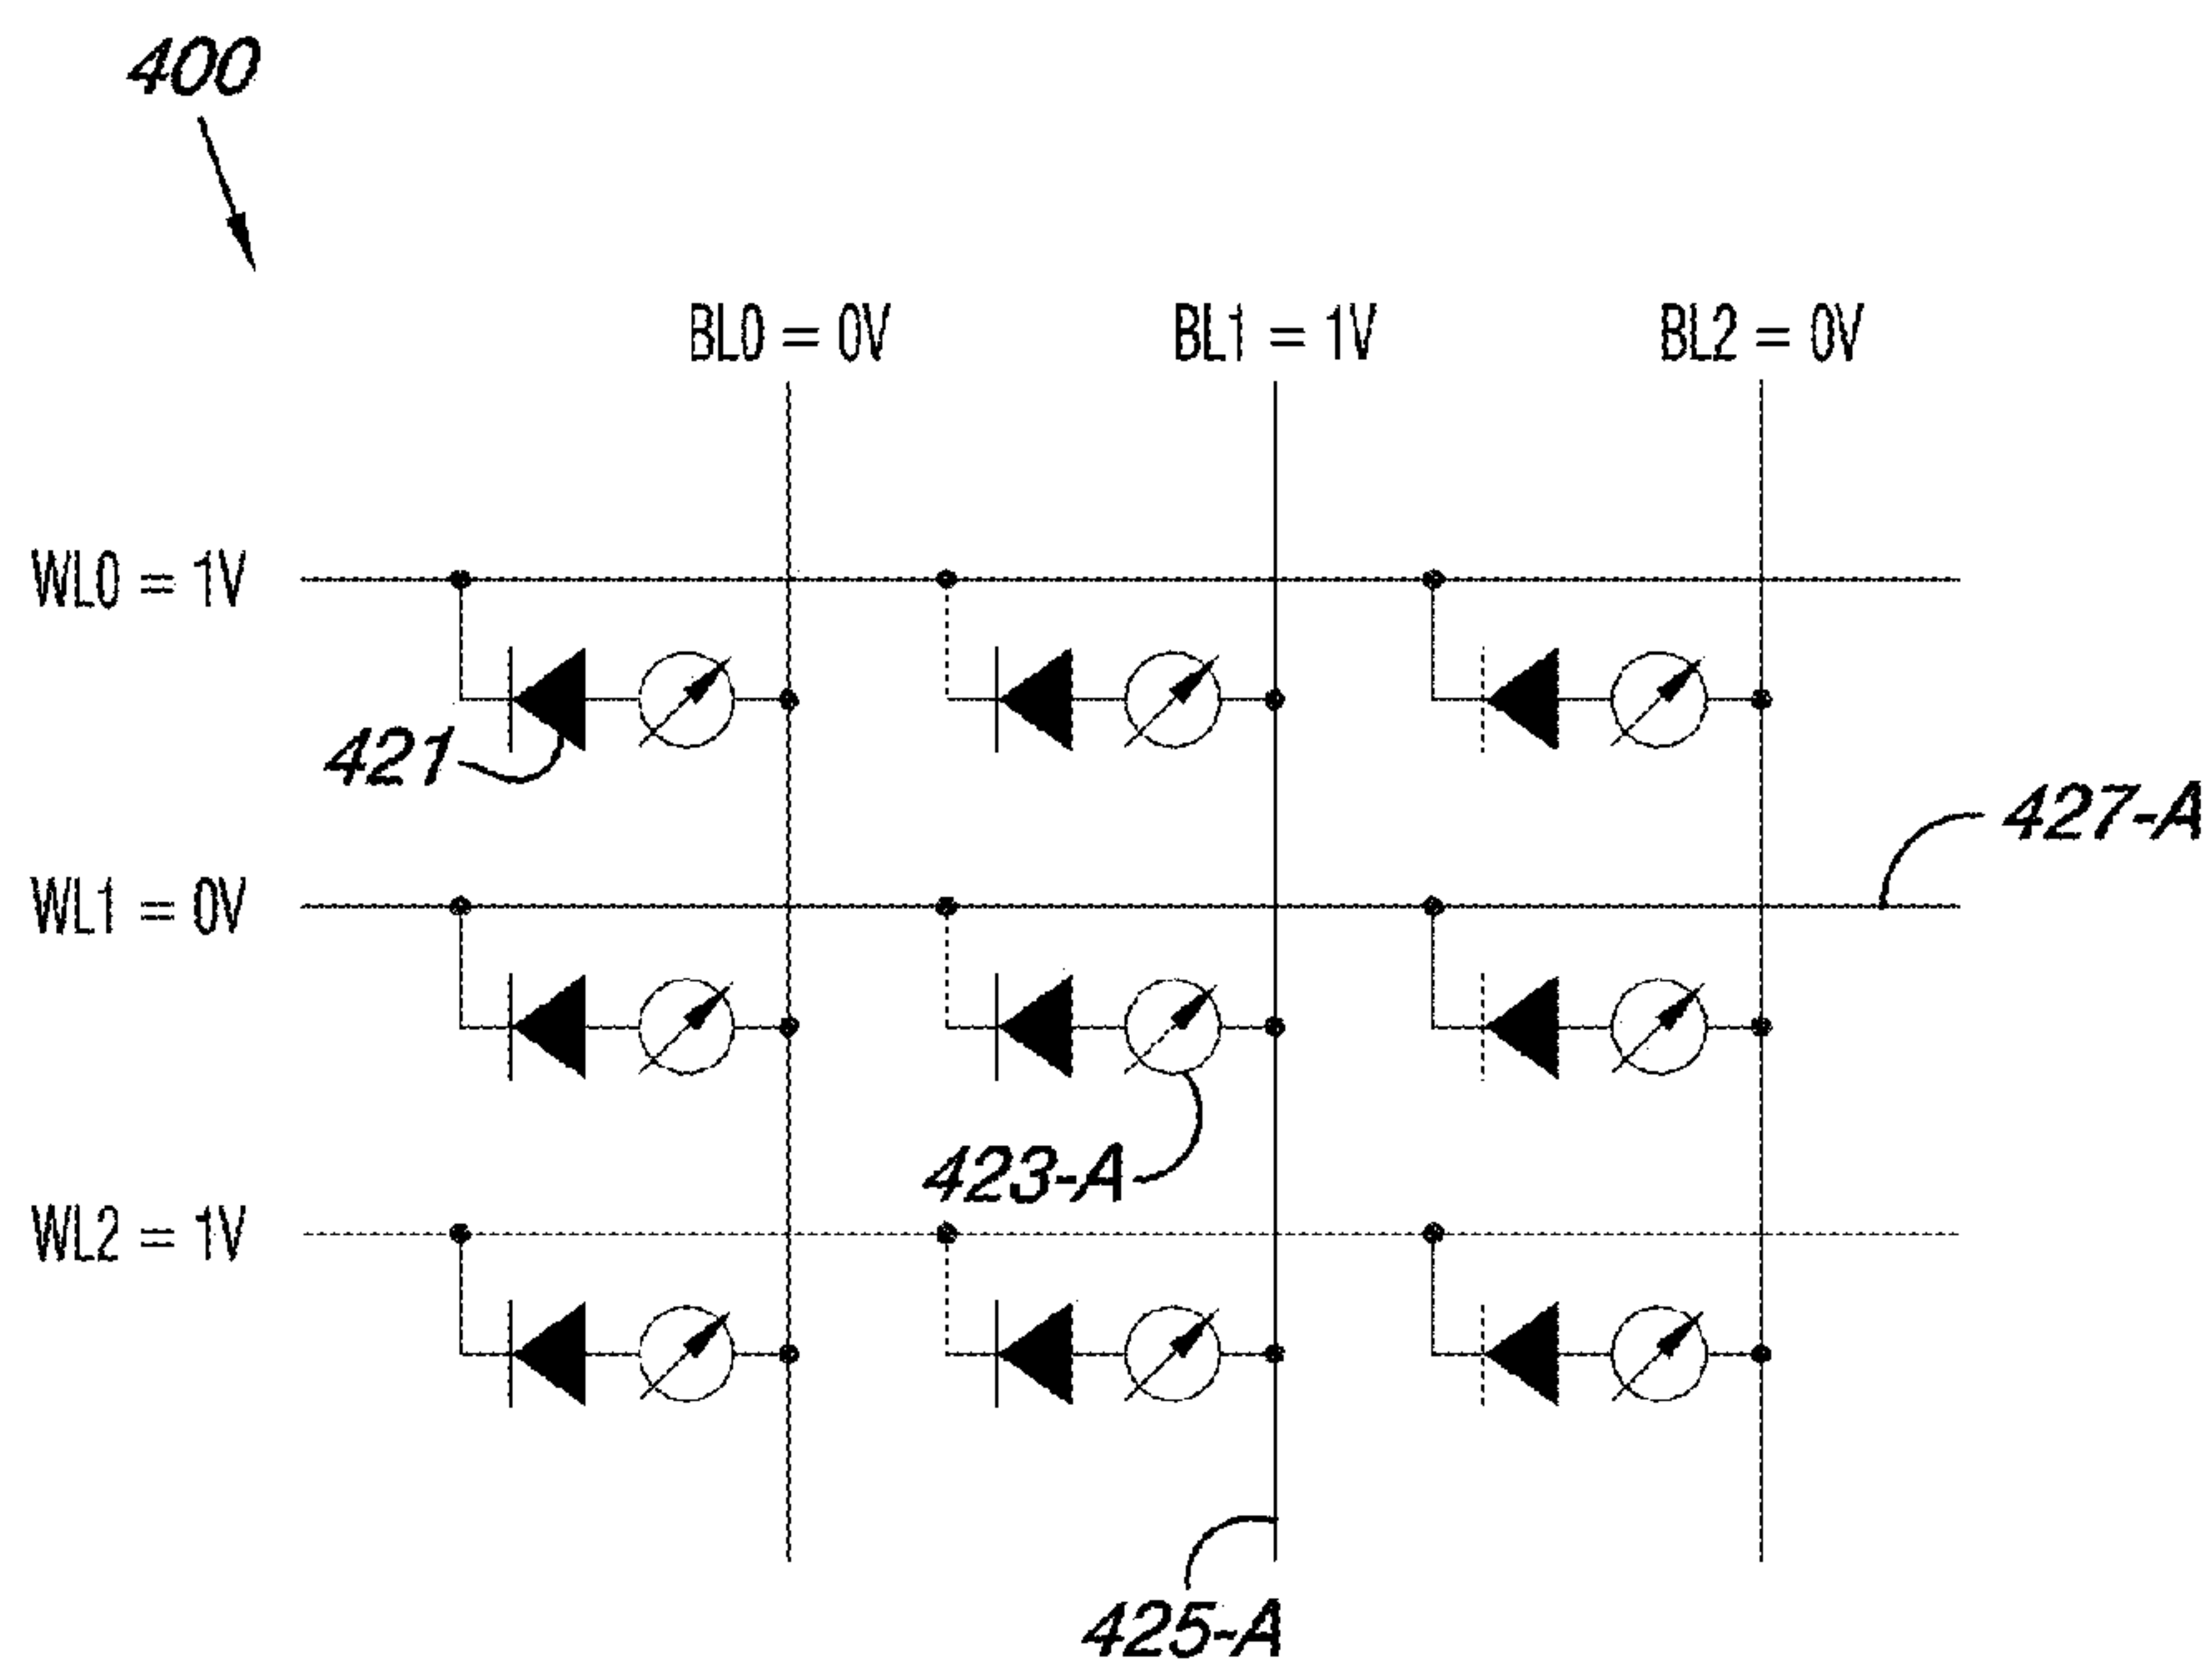 400
BL0 = 0V
BL1 = 1V
BL2 = 0V
WL0 = 1V
421
427-A
WL1 = 0V
423-A
WL2 = 1V
425-A